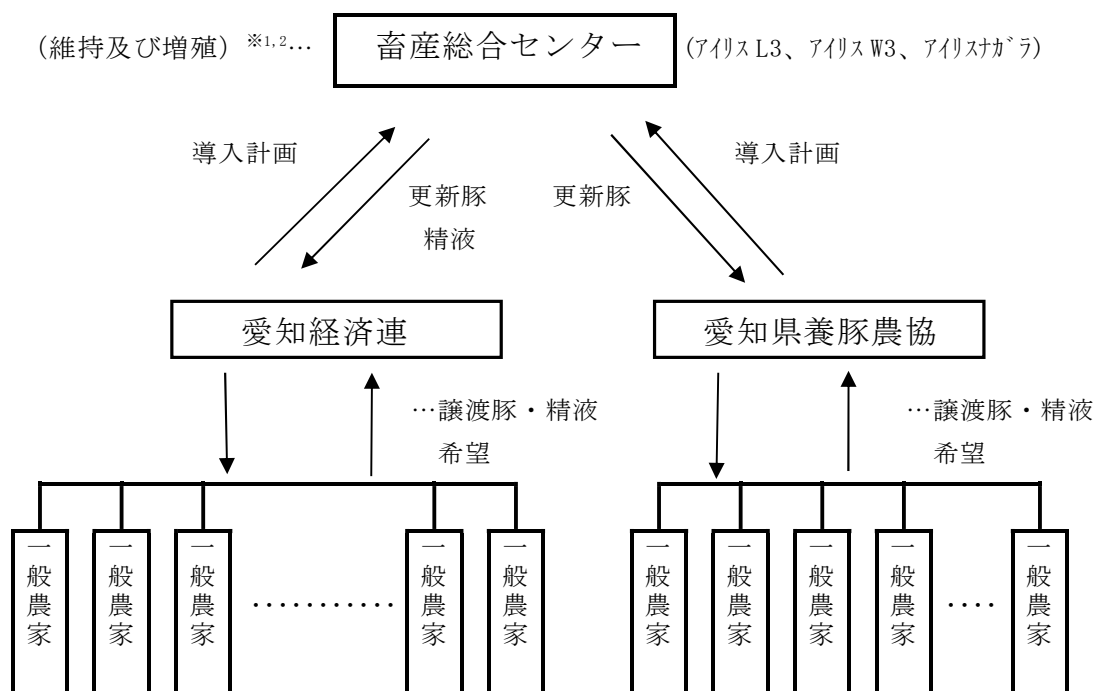 (維持及び増殖) ※1,2… 畜産総合センター (ｱｲﾘｽ L3、ｱｲﾘｽ W3、ｱｲﾘｽﾅｶﾞﾗ)
導入計画
更新豚
精液
更新豚
導入計画
愛知経済連
愛知県養豚農協
…譲渡豚・精液
希望
…譲渡豚・精液
希望
一般農家
一般農家
一般農家
…………
一般農家
一般農家
一般農家
一般農家
一般農家
一般農家
‥‥
一般農家